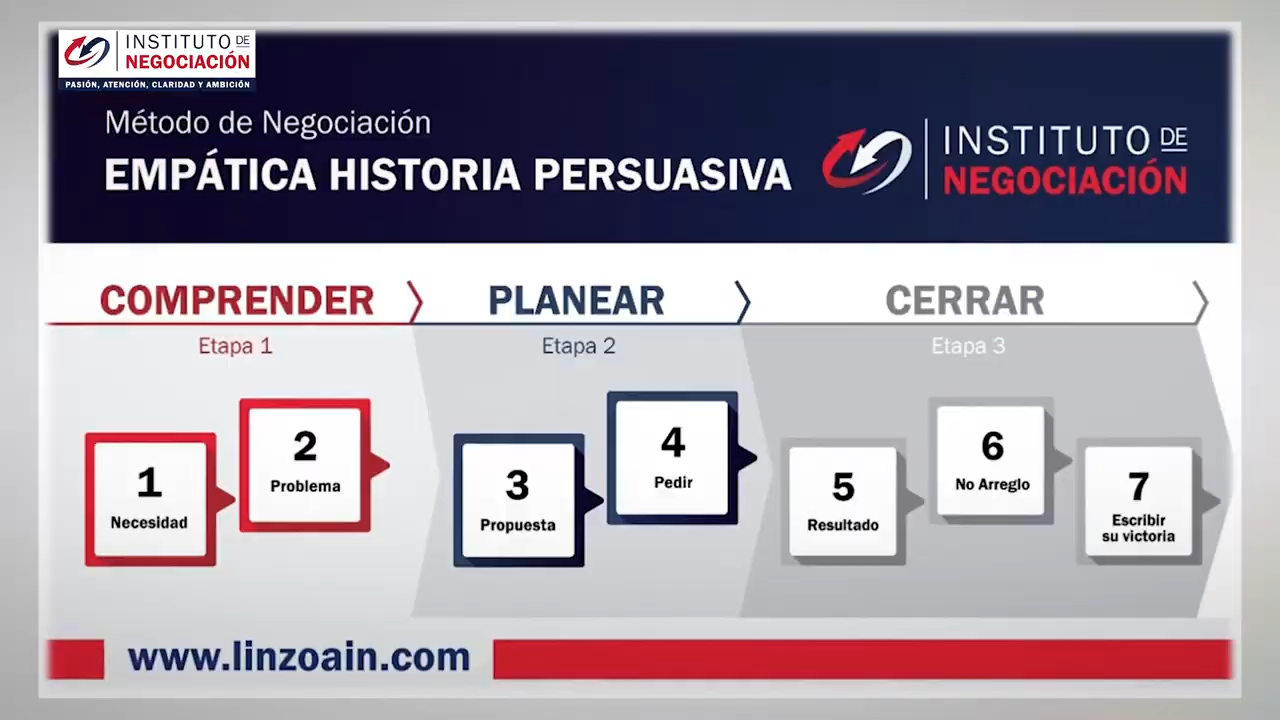 INSTITUTO DE
NEGOCIACIÓN
PASIÓN, ATENCIÓN, CLARIDAD Y AMBICIÓN
Método de Negociación
EMPÁTICA HISTORIA PERSUASIVA
INSTITUTO DE
NEGOCIACIÓN
COMPRENDER
Etapa 1
PLANEAR
Etapa 2
CERRAR
Etapa 3
1
Necesidad
2
Problema
3
Propuesta
4
Pedir
5
Resultado
6
No Arreglo
7
Escribir
su victoria
www.linzoain.com